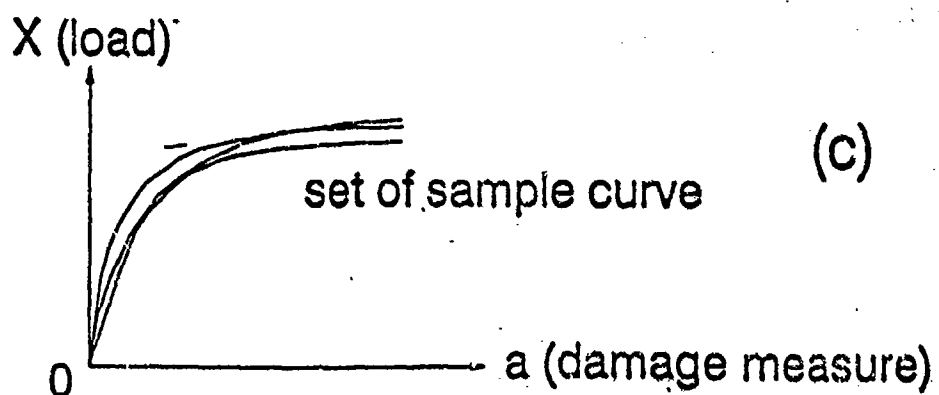 X (load)
(c)
set of sample curve
0
a (damage measure)